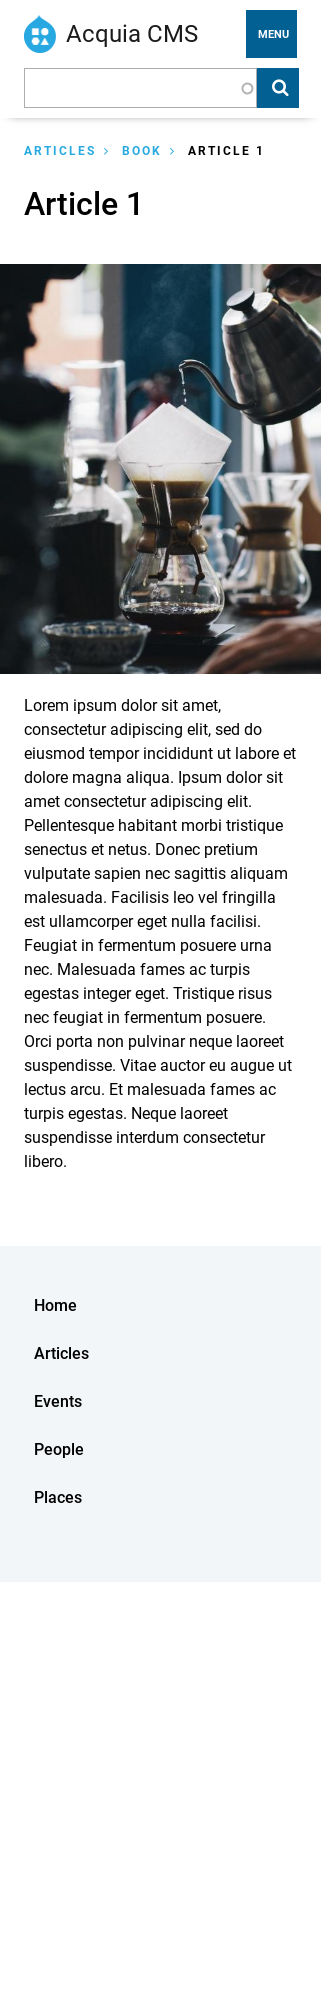 Acquia CMS
MENU
ARTICLES > BOOK > ARTICLE 1
Article 1
Lorem ipsum dolor sit amet,
consectetur adipiscing elit, sed do
eiusmod tempor incididunt ut labore et
dolore magna aliqua. Ipsum dolor sit
amet consectetur adipiscing elit.
Pellentesque habitant morbi tristique
senectus et netus. Donec pretium
vulputate sapien nec sagittis aliquam
malesuada. Facilisis leo vel fringilla
est ullamcorper eget nulla facilisi.
Feugiat in fermentum posuere urna
nec. Malesuada fames ac turpis
egestas integer eget. Tristique risus
nec feugiat in fermentum posuere.
Orci porta non pulvinar neque laoreet
suspendisse. Vitae auctor eu augue ut
lectus arcu. Et malesuada fames ac
turpis egestas. Neque laoreet
suspendisse interdum consectetur
libero.
Home
Articles
Events
People
Places